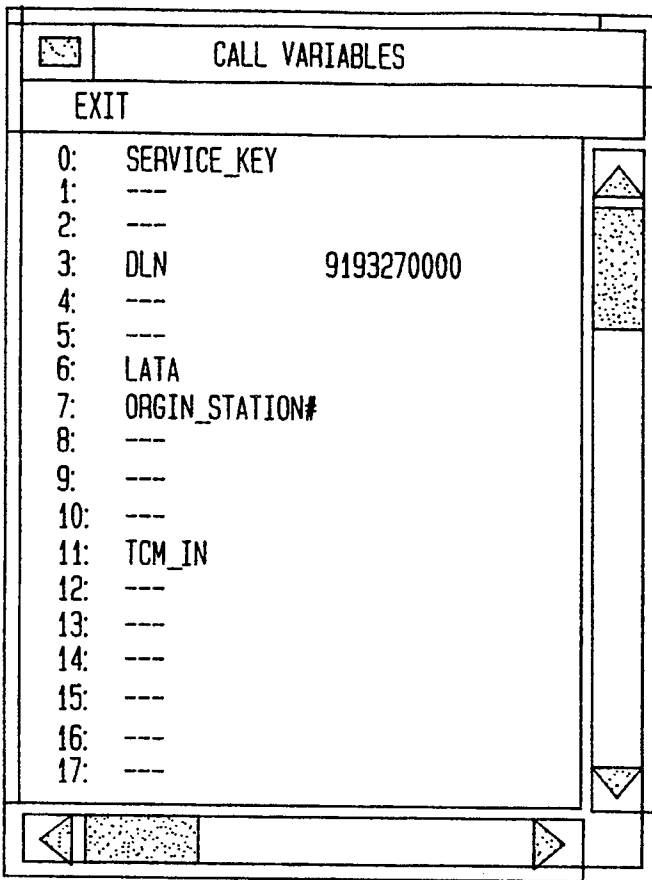 CALL VARIABLES
EXIT
0: SERVICE_KEY
1: ---
2: ---
3: DLN 9193270000
4: ---
5: ---
6: LATA
7: ORGIN_STATION#
8: ---
9: ---
10: ---
11: TCM_IN
12: ---
13: ---
14: ---
15: ---
16: ---
17: ---